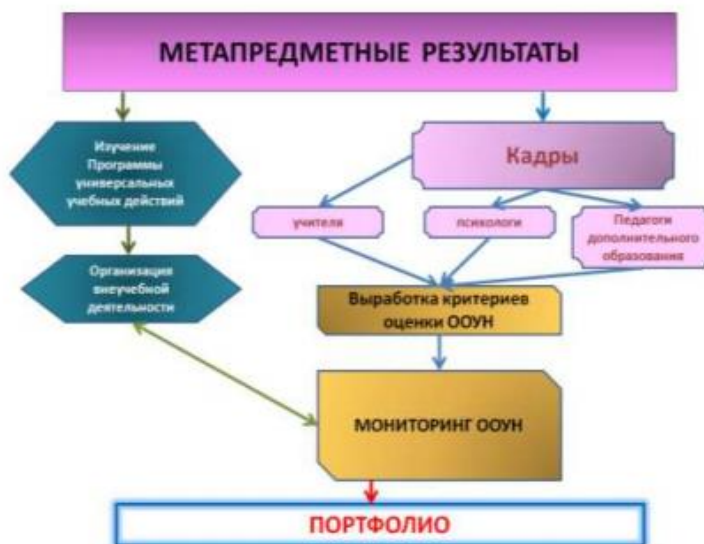 МЕТАПРЕДМЕТНЫЕ РЕЗУЛЬТАТЫ
Изучение
Программы
универсальных
учебных действий
Кадры
учителя
психологи
Педагоги
дополнительного
образования
Организация
внеучебной
деятельности
Выработка критериев
оценки ООУН
МОНИТОРИНГ ООУН
ПОРТФОЛИО